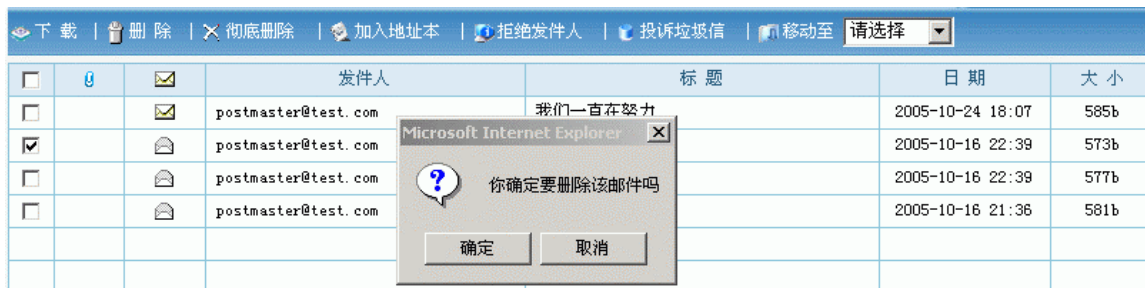 下 载 | 删 除 | 彻底删除 | 加入地址本 | 拒绝发件人 | 投诉垃圾信 | 移动至 请选择
发件人 标 题 日 期 大 小
postmaster@test.com 我们一直在努力 2005-10-24 18:07 585b
postmaster@test.com 2005-10-16 22:39 573b
postmaster@test.com 2005-10-16 22:39 577b
postmaster@test.com 2005-10-16 21:36 581b
Microsoft Internet Explorer
你确定要删除该邮件吗
确定 取消